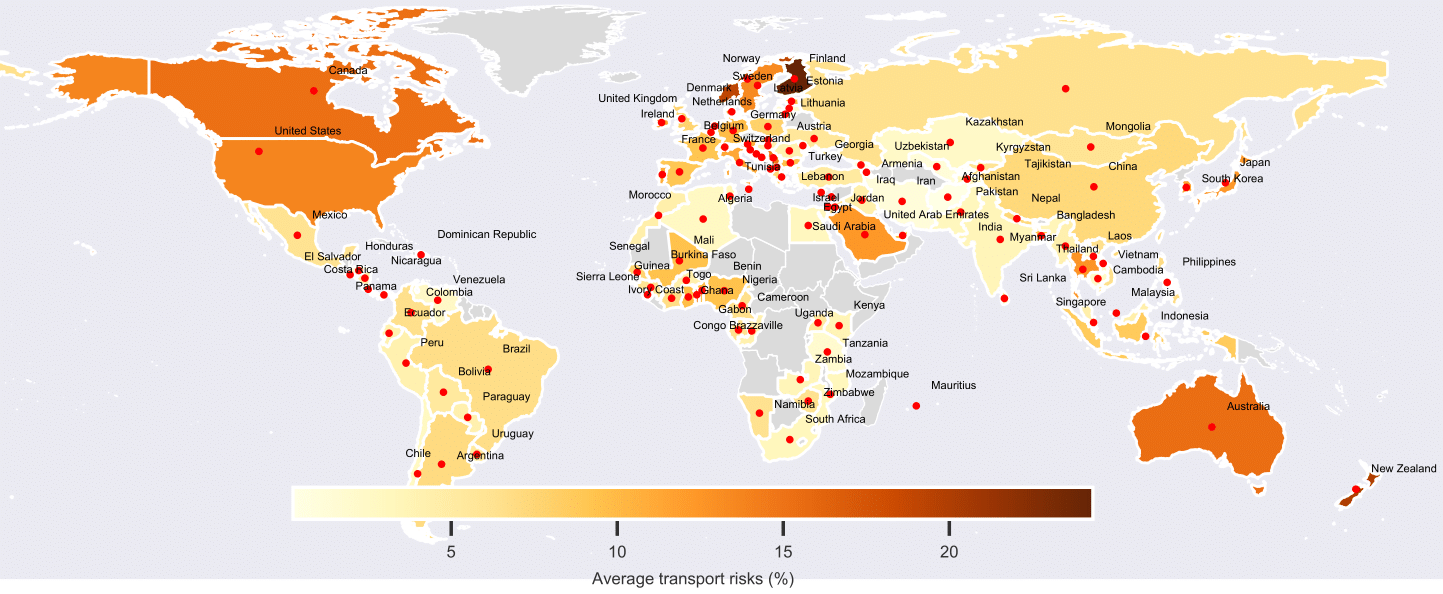 Norway
Finland
Canada
Sweden
Estonia
Denmark
Latvia
United Kingdom
Netherlands
Lithuania
Ireland
Germany
Kazakhstan
United States
Belgium
Austria
Mongolia
France
Switzerland
Georgia
Uzbekistan
Kyrgyzstan
Turkey
Armenia
Tajikistan
China
Japan
Tunisia
Lebanon
Iraq
Iran
Afghanistan
South Korea
Morocco
Algeria
Israel
Jordan
Pakistan
Nepal
Egypt
Mexico
United Arab Emirates
Bangladesh
Saudi Arabia
India
Dominican Republic
Myanmar
Laos
Honduras
Senegal
Mali
Thailand
El Salvador
Nicaragua
Burkina Faso
Vietnam
Philippines
Costa Rica
Guinea
Benin
Cambodia
Sierra Leone
Togo
Venezuela
Nigeria
Sri Lanka
Panama
Colombia
Ivory Coast
Ghana
Malaysia
Cameroon
Singapore
Ecuador
Gabon
Kenya
Uganda
Indonesia
Congo Brazzaville
Peru
Brazil
Tanzania
Zambia
Bolivia
Mozambique
Mauritius
Paraguay
Zimbabwe
Namibia
Australia
South Africa
Uruguay
Chile
Argentina
New Zealand
5 10 15 20
Average transport risks (%)